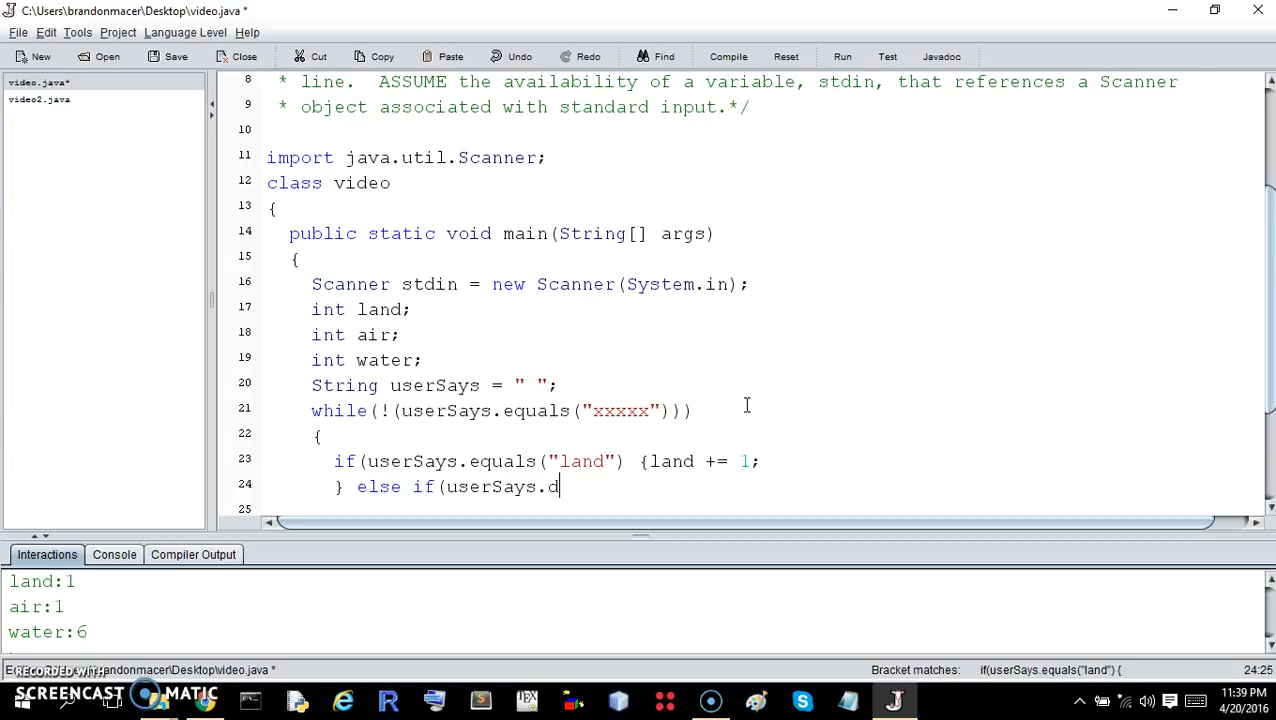 C:\Users\brandonmacer\Desktop\video.java *
File Edit Tools Project Language Level Help
New Open Save Close Cut Copy Paste Undo Redo Find Compile Reset Run Test Javadoc
video.java*
video2.java
8 * line. ASSUME the availability of a variable, stdin, that references a Scanner
9 * object associated with standard input.*/
10
11 import java.util.Scanner;
12 class video
13 {
14 public static void main(String[] args)
15 {
16 Scanner stdin = new Scanner(System.in);
17 int land;
18 int air;
19 int water;
20 String userSays = " ";
21 while(!(userSays.equals("xxxxx")))
22 {
23 if(userSays.equals("land") {land += 1;
24 } else if(userSays.d
25
Interactions Console Compiler Output
land:1
air:1
water:6
brandonmacer\Desktop\video.java * Bracket matches: if(userSays.equals("land") { 24:25
RECORDED WITH
SCREENCAST MATIC
11:39 PM
4/20/2016